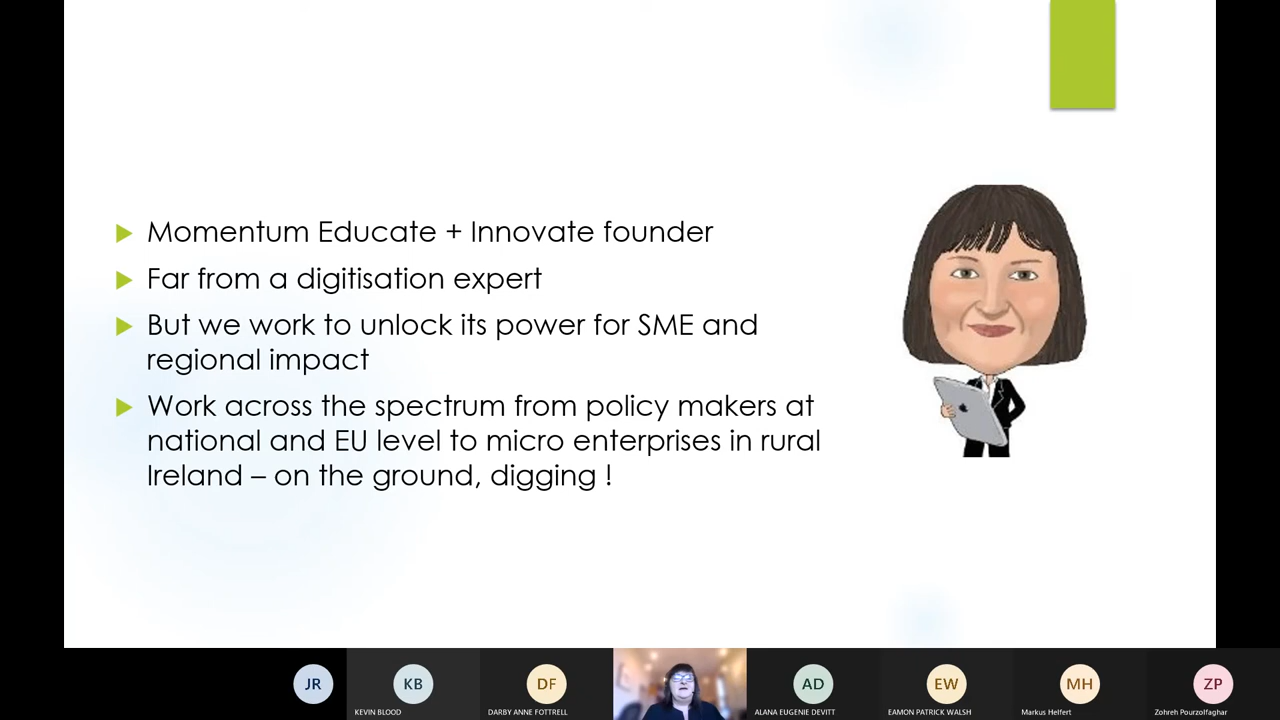 Momentum Educate + Innovate founder
Far from a digitisation expert
But we work to unlock its power for SME and
regional impact
Work across the spectrum from policy makers at
national and EU level to micro enterprises in rural
Ireland – on the ground, digging !
JR
KB
DF
AD
EW
MH
ZP
KEVIN BLOOD
DARBY ANNE FOTTRELL
ALANA EUGENIE DEVITT
EAMON PATRICK WALSH
Markus Helfert
Zohreh Pourzolfaghar